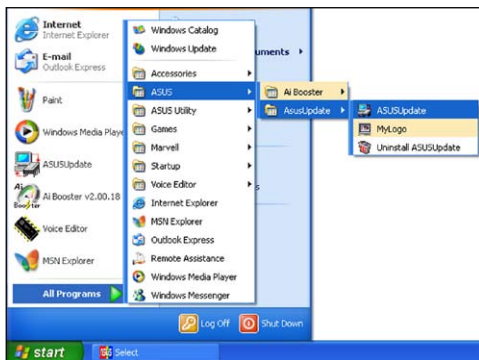 Internet
Internet Explorer
E-mail
Outlook Express
Paint
Windows Media Playe
ASUSUpdate
Ai Booster v2.00.18
Voice Editor
MSN Explorer
All Programs
Windows Catalog
Windows Update
Accessories
ASUS
ASUS Utility
Games
Marvell
Startup
Voice Editor
Internet Explorer
MSN Explorer
Outlook Express
Remote Assistance
Windows Media Player
Windows Messenger
uments
s
Ai Booster
AsusUpdate
ASUSUpdate
MyLogo
Uninstall ASUSUpdate
Log Off
Shut Down
start
Select